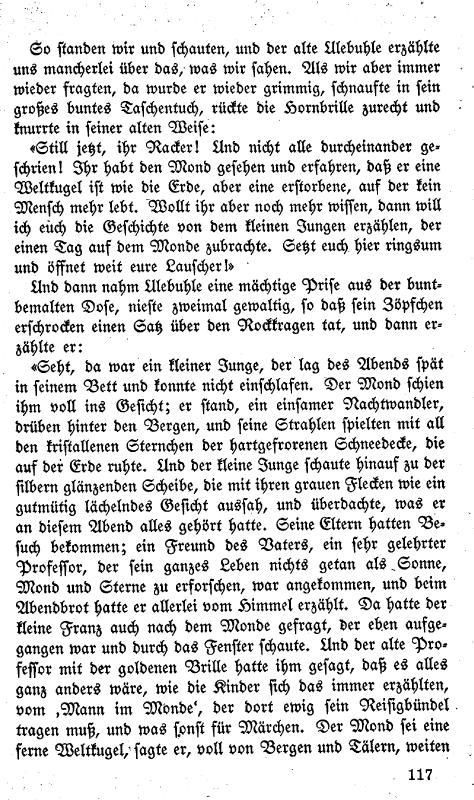 So standen wir und schauten, und der alte Ulebuhle erzählte
uns mancherlei über das, was wir sahen. Als wir aber immer
wieder fragten, da wurde er wieder grimmig, schnaufte in sein
großes buntes Taschentuch, rückte die Hornbrille zurecht und
knurrte in seiner alten Weise:
«Still jetzt, ihr Racker! Und nicht alle durcheinander ge-
schrien! Ihr habt den Mond gesehen und erfahren, daß er eine
Weltkugel ist wie die Erde, aber eine erstorbene, auf der kein
Mensch mehr lebt. Wollt ihr aber noch mehr wissen, dann will
ich euch die Geschichte von dem kleinen Jungen erzählen, der
einen Tag auf dem Monde zubrachte. Setzt euch hier ringsum
und öffnet weit eure Lauscher!»
Und dann nahm Ulebuhle eine mächtige Prise aus der bunt-
bemalten Dose, nieste zweimal gewaltig, so daß sein Zöpfchen
erschrocken einen Satz über den Rockkragen tat, und dann er-
zählte er:
«Seht, da war ein kleiner Junge, der lag des Abends spät
in seinem Bett und konnte nicht einschlafen. Der Mond schien
ihm voll ins Gesicht; er stand, ein einsamer Nachtwandler,
drüben hinter den Bergen, und seine Strahlen spielten mit all
den kristallenen Sternchen der hartgefrorenen Schneedecke, die
auf der Erde ruhte. Und der kleine Junge schaute hinauf zu der
silbern glänzenden Scheibe, die mit ihren grauen Flecken wie ein
gutmütig lächelndes Gesicht aussah, und überdachte, was er
an diesem Abend alles gehört hatte. Seine Eltern hatten Be-
such bekommen; ein Freund des Vaters, ein sehr gelehrter
Professor, der sein ganzes Leben nichts getan als Sonne,
Mond und Sterne zu erforschen, war angekommen, und beim
Abendbrot hatte er allerlei vom Himmel erzählt. Da hatte der
kleine Franz auch nach dem Monde gefragt, der eben aufge-
gangen war und durch das Fenster schaute. Und der alte Pro-
fessor mit der goldenen Brille hatte ihm gesagt, daß es alles
ganz anders wäre, wie die Kinder sich das immer erzählten,
vom ‚Mann im Monde‘, der dort ewig sein Reisigbündel
tragen muß, und was sonst für Märchen. Der Mond sei eine
ferne Weltkugel, sagte er, voll von Bergen und Tälern, weiten
117